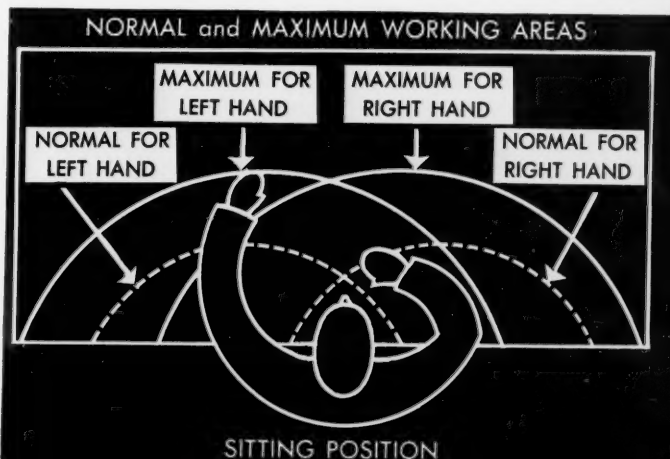 NORMAL and MAXIMUM WORKING AREAS
MAXIMUM FOR
LEFT HAND
MAXIMUM FOR
RIGHT HAND
NORMAL FOR
LEFT HAND
NORMAL FOR
RIGHT HAND
SITTING POSITION